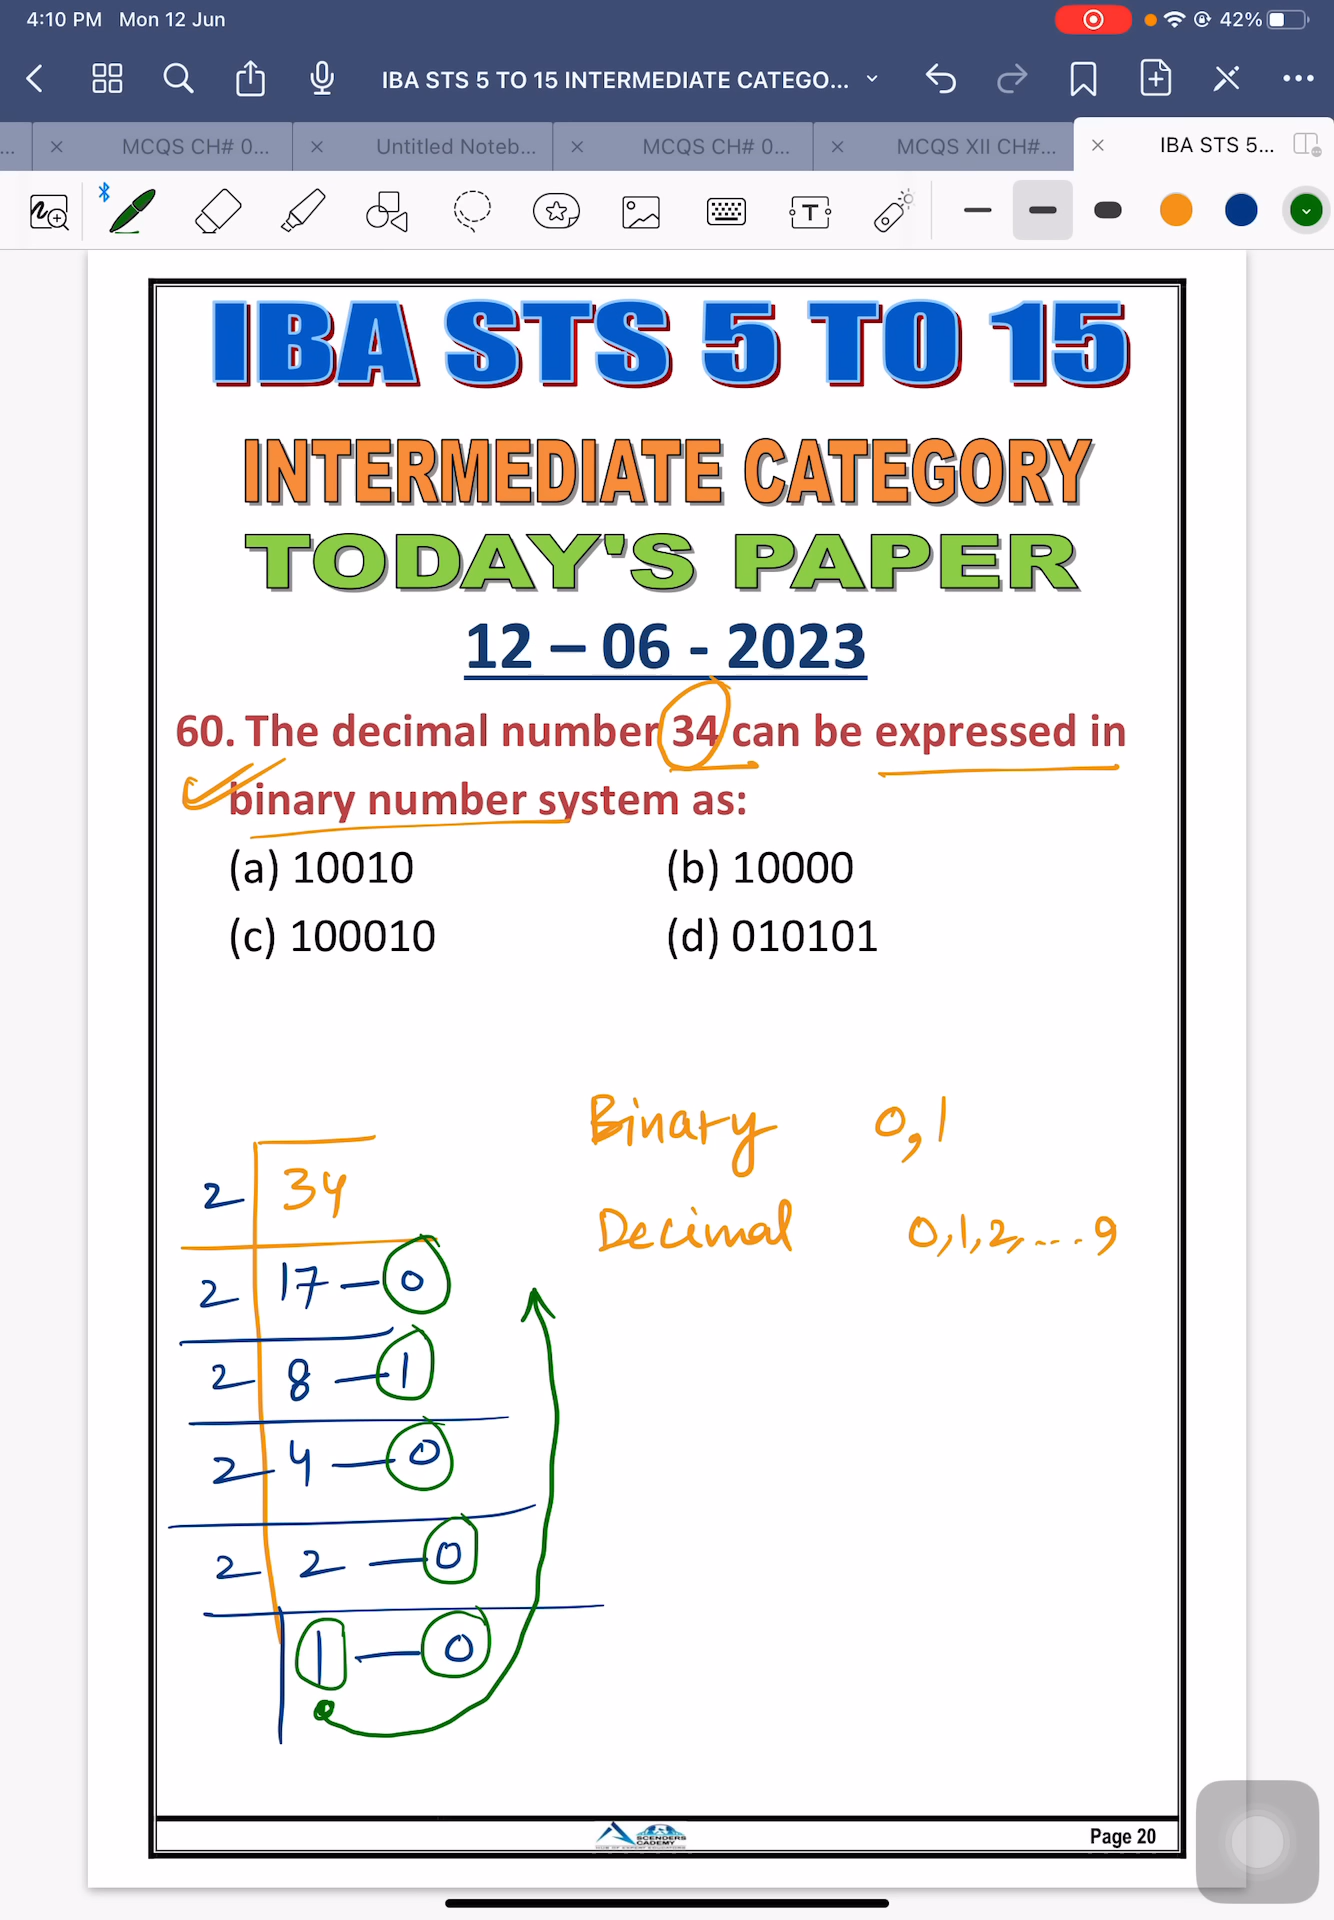 4:10 PM Mon 12 Jun
42%
IBA STS 5 TO 15 INTERMEDIATE CATEGO...
MCQS CH# 0...
Untitled Noteb...
MCQS CH# 0...
MCQS XII CH#...
IBA STS 5...
IBA STS 5 TO 15
INTERMEDIATE CATEGORY
TODAY'S PAPER
12 – 06 - 2023
60. The decimal number 34 can be expressed in
binary number system as:
(a) 10010 (b) 10000
(c) 100010 (d) 010101
Binary 0,1
Decimal 0,1,2,....9
2 34
2 17 — 0
2 8 — 1
2 4 — 0
2 2 — 0
1 — 0
SCENDERS
CADEMY
Page 20